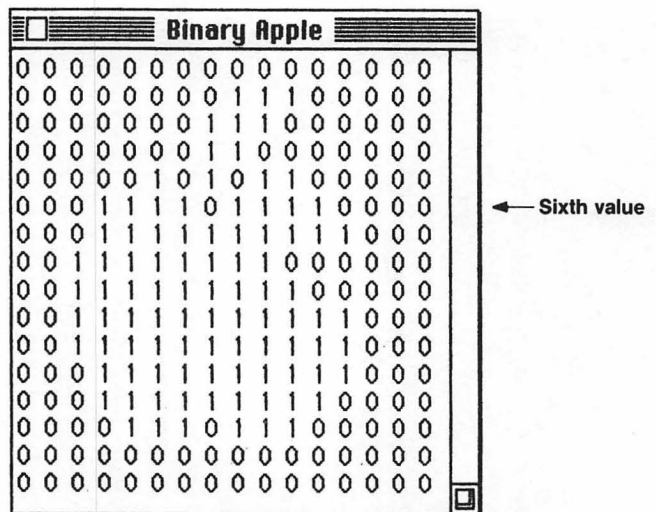 Binary Apple
0 0 0 0 0 0 0 0 0 0 0 0 0 0 0 0
0 0 0 0 0 0 0 0 1 1 1 0 0 0 0 0
0 0 0 0 0 0 0 1 1 1 0 0 0 0 0 0
0 0 0 0 0 0 0 1 1 0 0 0 0 0 0 0
0 0 0 0 0 1 0 1 0 1 1 0 0 0 0 0
0 0 0 1 1 1 1 0 1 1 1 1 0 0 0 0 Sixth value
0 0 0 1 1 1 1 1 1 1 1 1 1 0 0 0
0 0 1 1 1 1 1 1 1 1 0 0 0 0 0 0
0 0 1 1 1 1 1 1 1 1 1 0 0 0 0 0
0 0 1 1 1 1 1 1 1 1 1 1 1 0 0 0
0 0 1 1 1 1 1 1 1 1 1 1 1 0 0 0
0 0 0 1 1 1 1 1 1 1 1 1 1 0 0 0
0 0 0 1 1 1 1 1 1 1 1 1 0 0 0 0
0 0 0 0 1 1 1 0 1 1 1 0 0 0 0 0
0 0 0 0 0 0 0 0 0 0 0 0 0 0 0 0
0 0 0 0 0 0 0 0 0 0 0 0 0 0 0 0